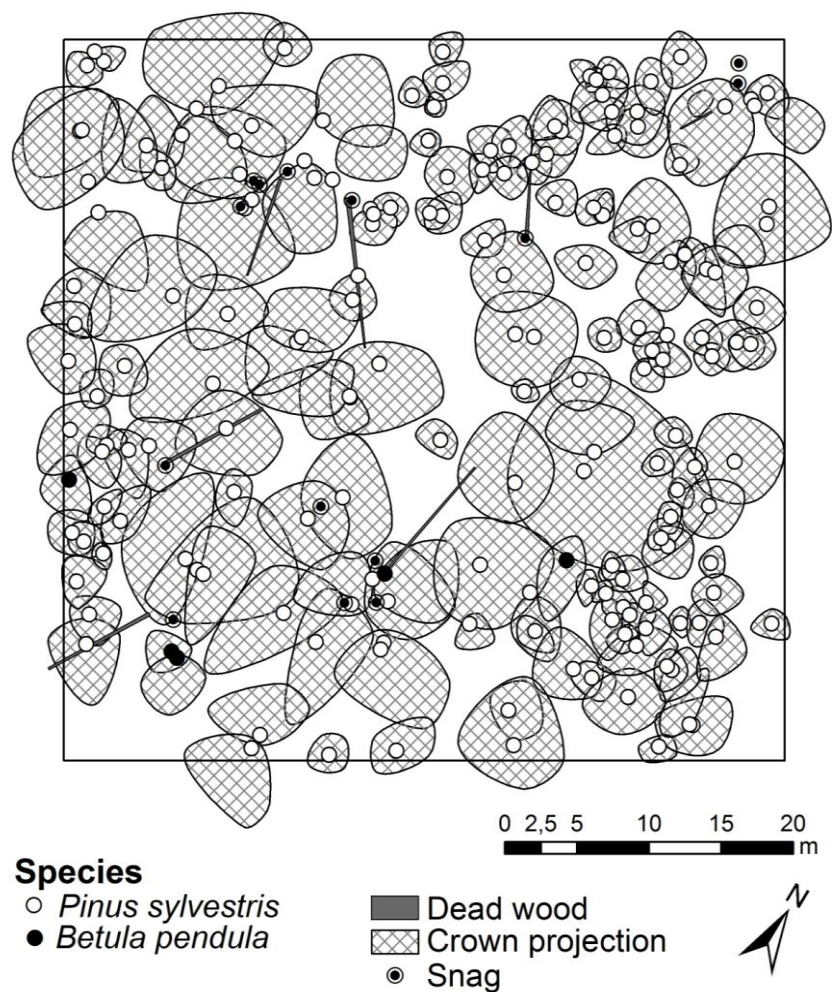 0 2,5 5 10 15 20
m
Species
Pinus sylvestris
Betula pendula
Dead wood
Crown projection
Snag
N